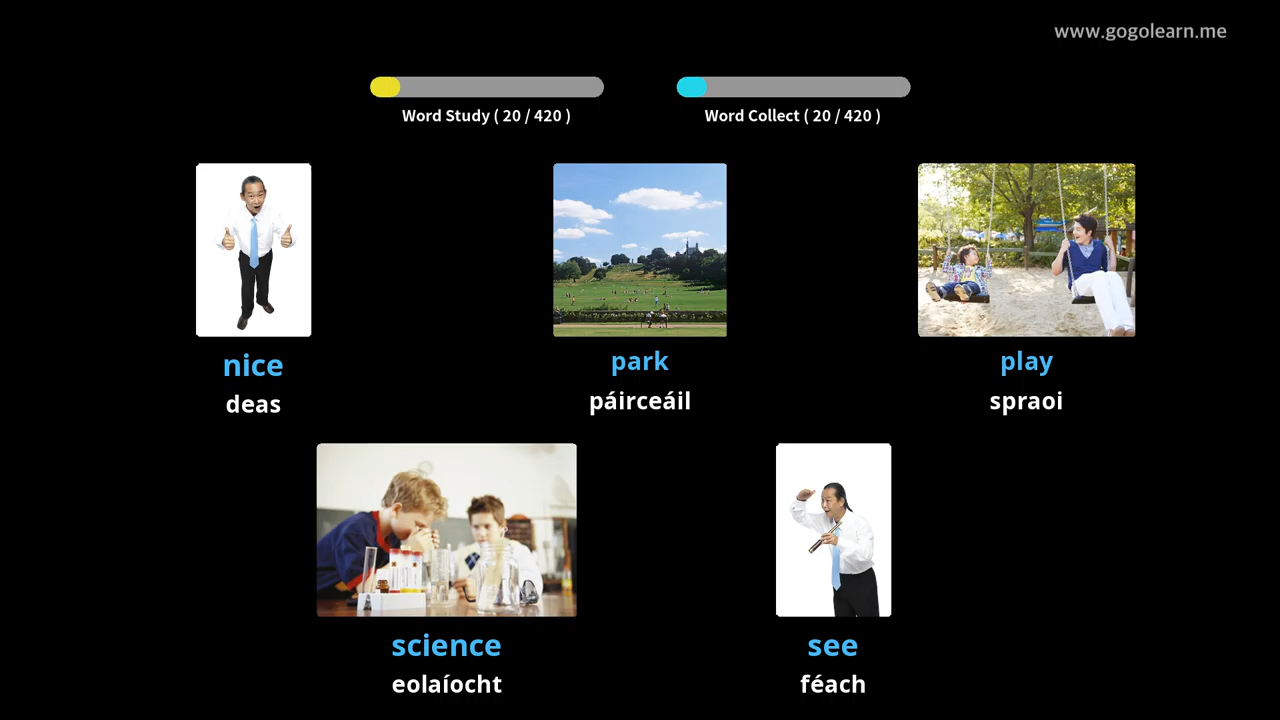 www.gogolearn.me
Word Study ( 20 / 420 )
Word Collect ( 20 / 420 )
nice
deas
park
páirceáil
play
spraoi
science
eolaíocht
see
féach